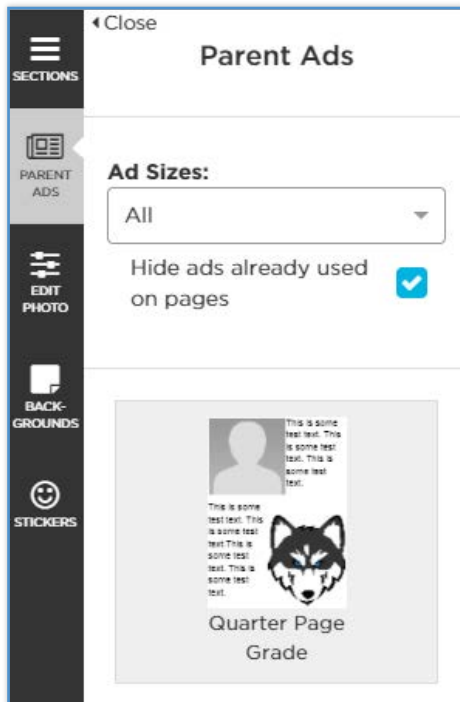 SECTIONS
PARENT
ADS
EDIT
PHOTO
BACK-
GROUNDS
STICKERS
Close
Parent Ads
Ad Sizes:
All
Hide ads already used
on pages
This is some
test text. This
is some test
text. This is
some test
text.
This is some
test text. This
is some test
text.This is
some test
text. This is
some test
text.
Quarter Page
Grade